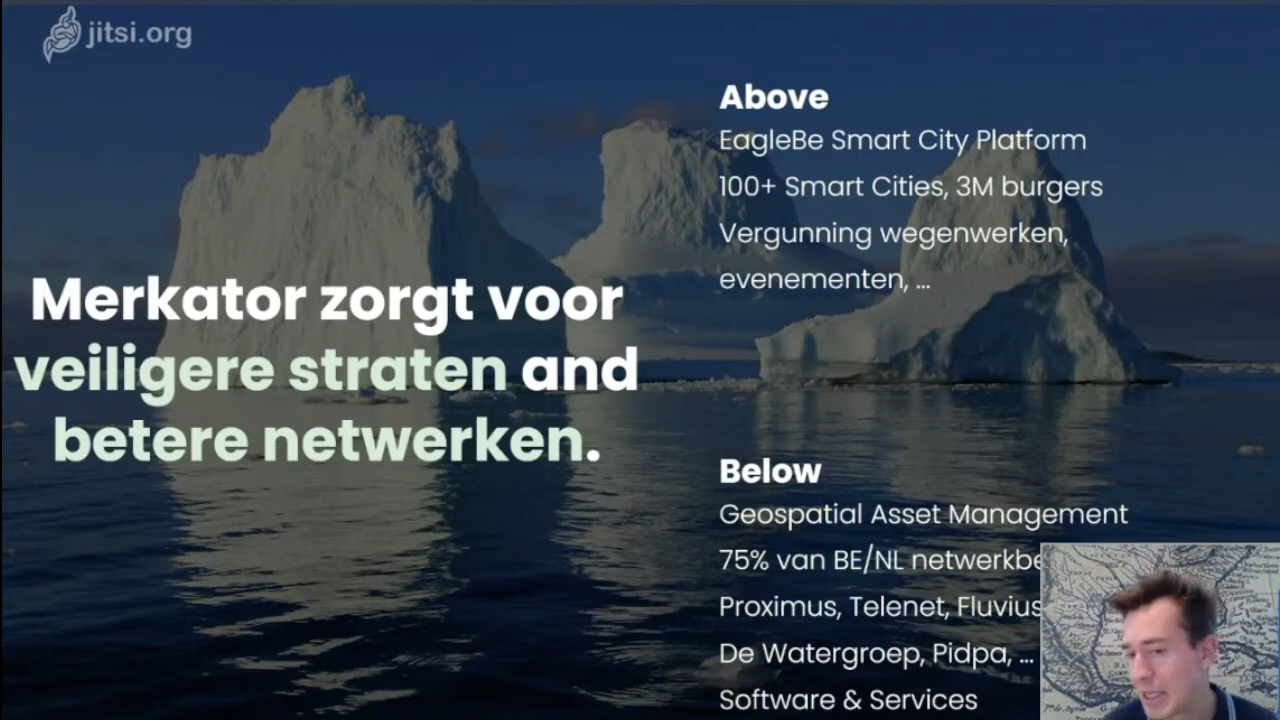 jitsi.org
Merkator zorgt voor
veiligere straten and
betere netwerken.
Above
EagleBe Smart City Platform
100+ Smart Cities, 3M burgers
Vergunning wegenwerken,
evenementen, ...
Below
Geospatial Asset Management
75% van BE/NL
Proximus, Telenet, Fluvius
De Watergroep, Pidpa, ...
Software & Services